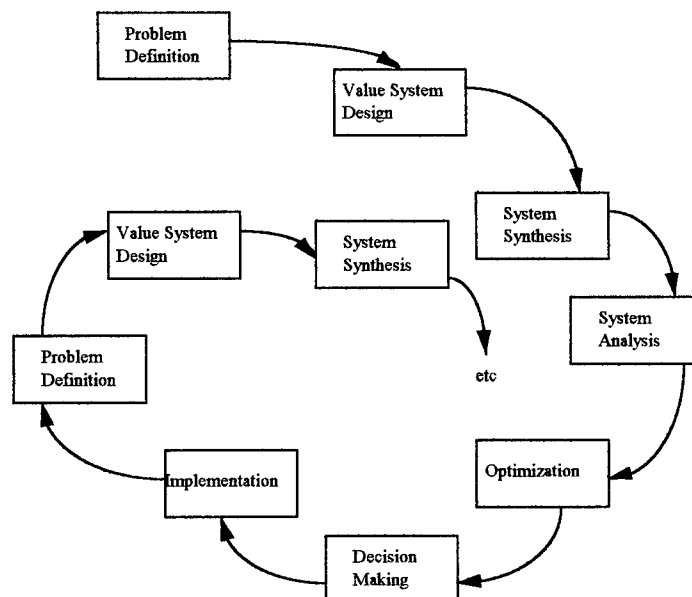 Problem
Definition
Value System
Design
System
Synthesis
System
Analysis
Optimization
Decision
Making
Implementation
Problem
Definition
Value System
Design
System
Synthesis
etc